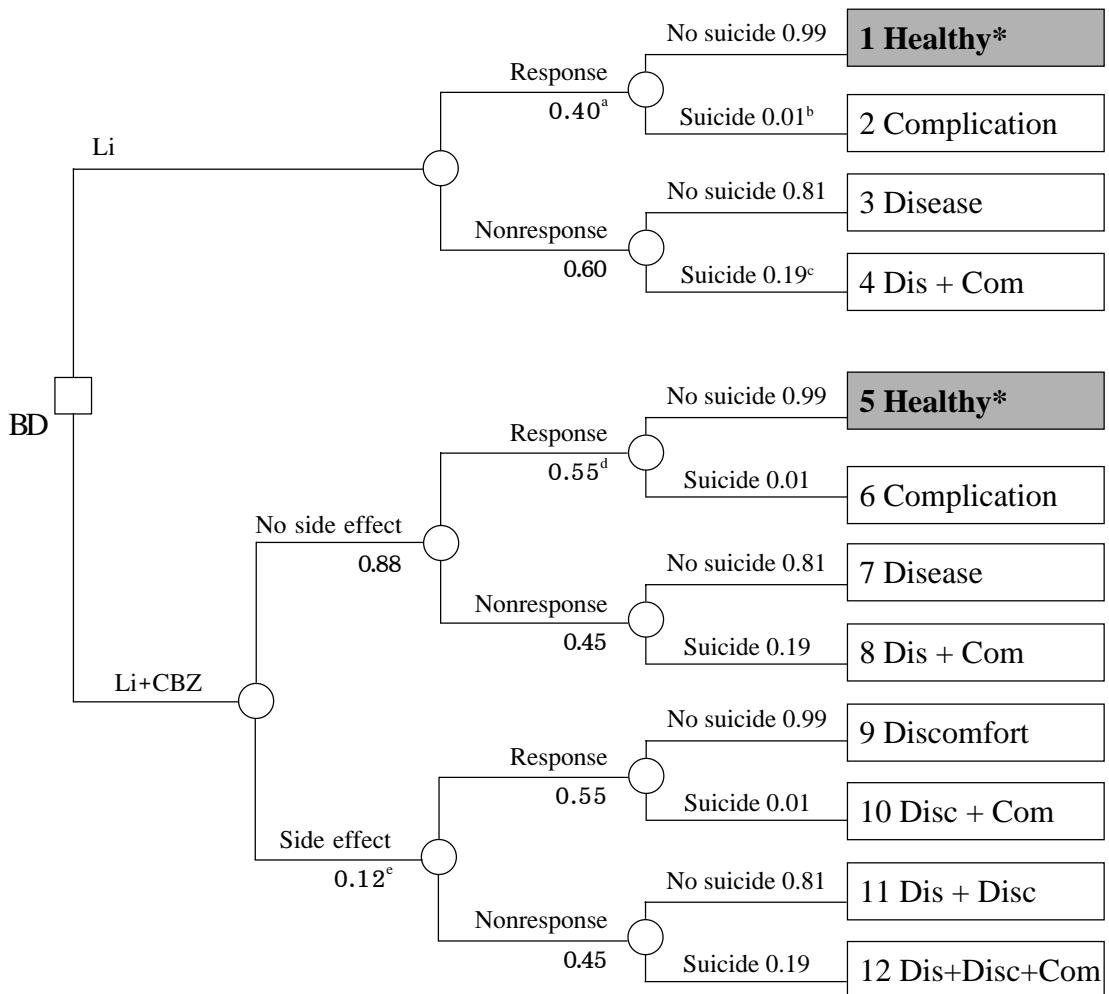 No suicide 0.99
1 Healthy*
Response
0.40ᵃ
Suicide 0.01ᵇ
2 Complication
Li
No suicide 0.81
3 Disease
Nonresponse
0.60
Suicide 0.19ᶜ
4 Dis + Com
BD
No suicide 0.99
5 Healthy*
Response
0.55ᵈ
Suicide 0.01
6 Complication
No side effect
0.88
No suicide 0.81
7 Disease
Nonresponse
0.45
Suicide 0.19
8 Dis + Com
Li+CBZ
No suicide 0.99
9 Discomfort
Response
0.55
Suicide 0.01
10 Disc + Com
Side effect
0.12ᵉ
No suicide 0.81
11 Dis + Disc
Nonresponse
0.45
Suicide 0.19
12 Dis+Disc+Com